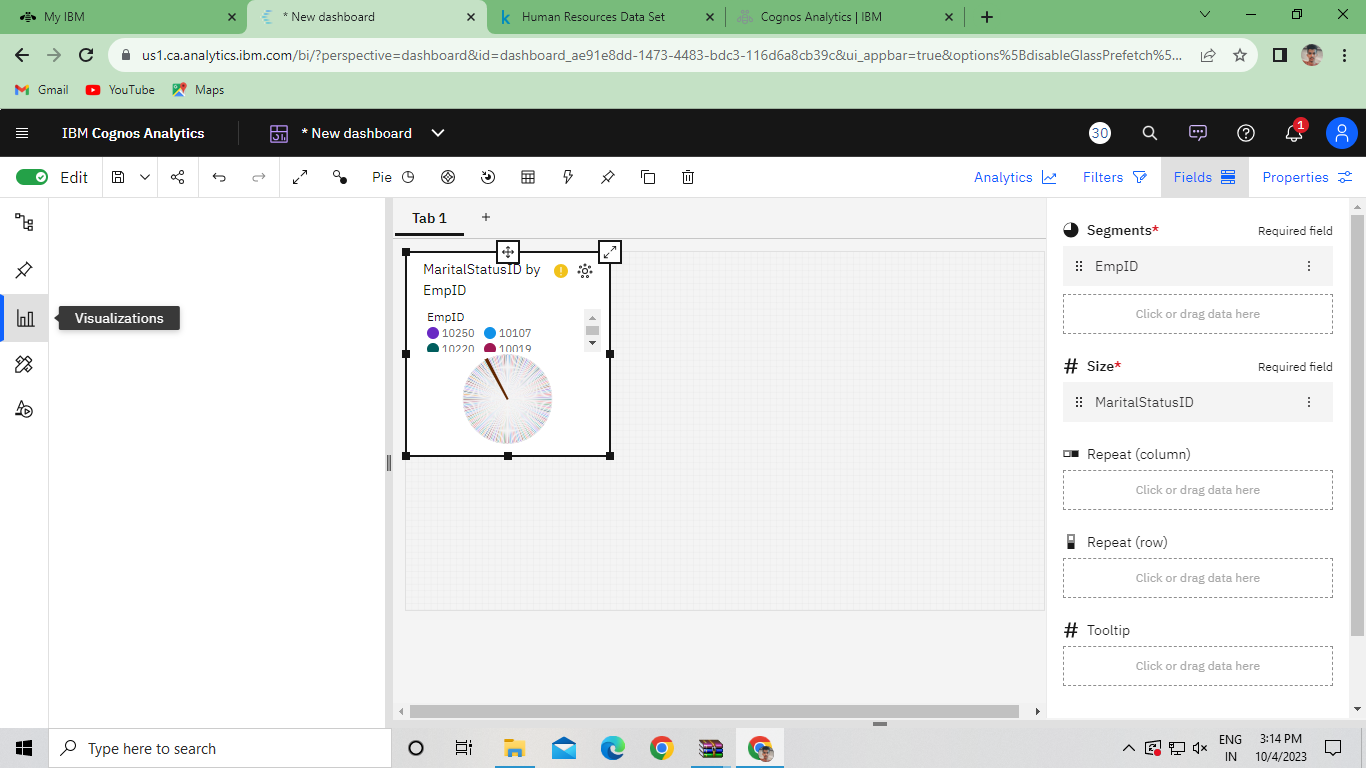 My IBM
* New dashboard
Human Resources Data Set
Cognos Analytics | IBM
us1.ca.analytics.ibm.com/bi/?perspective=dashboard&id=dashboard_ae91e8dd-1473-4483-bdc3-116d6a8cb39c&ui_appbar=true&options%5BdisableGlassPrefetch%5...
Gmail
YouTube
Maps
IBM Cognos Analytics
* New dashboard
30
1
Edit
Pie
Analytics
Filters
Fields
Properties
Visualizations
Tab 1
MaritalStatusID by
EmpID
EmpID
10250
10107
10220
10019
Segments*
Required field
EmpID
Click or drag data here
# Size*
Required field
MaritalStatusID
Repeat (column)
Click or drag data here
Repeat (row)
Click or drag data here
# Tooltip
Click or drag data here
Type here to search
ENG
IN
3:14 PM
10/4/2023